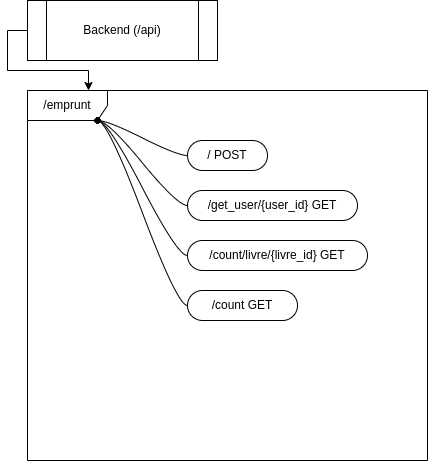 Backend (/api)
/emprunt
/ POST
/get_user/{user_id} GET
/count/livre/{livre_id} GET
/count GET